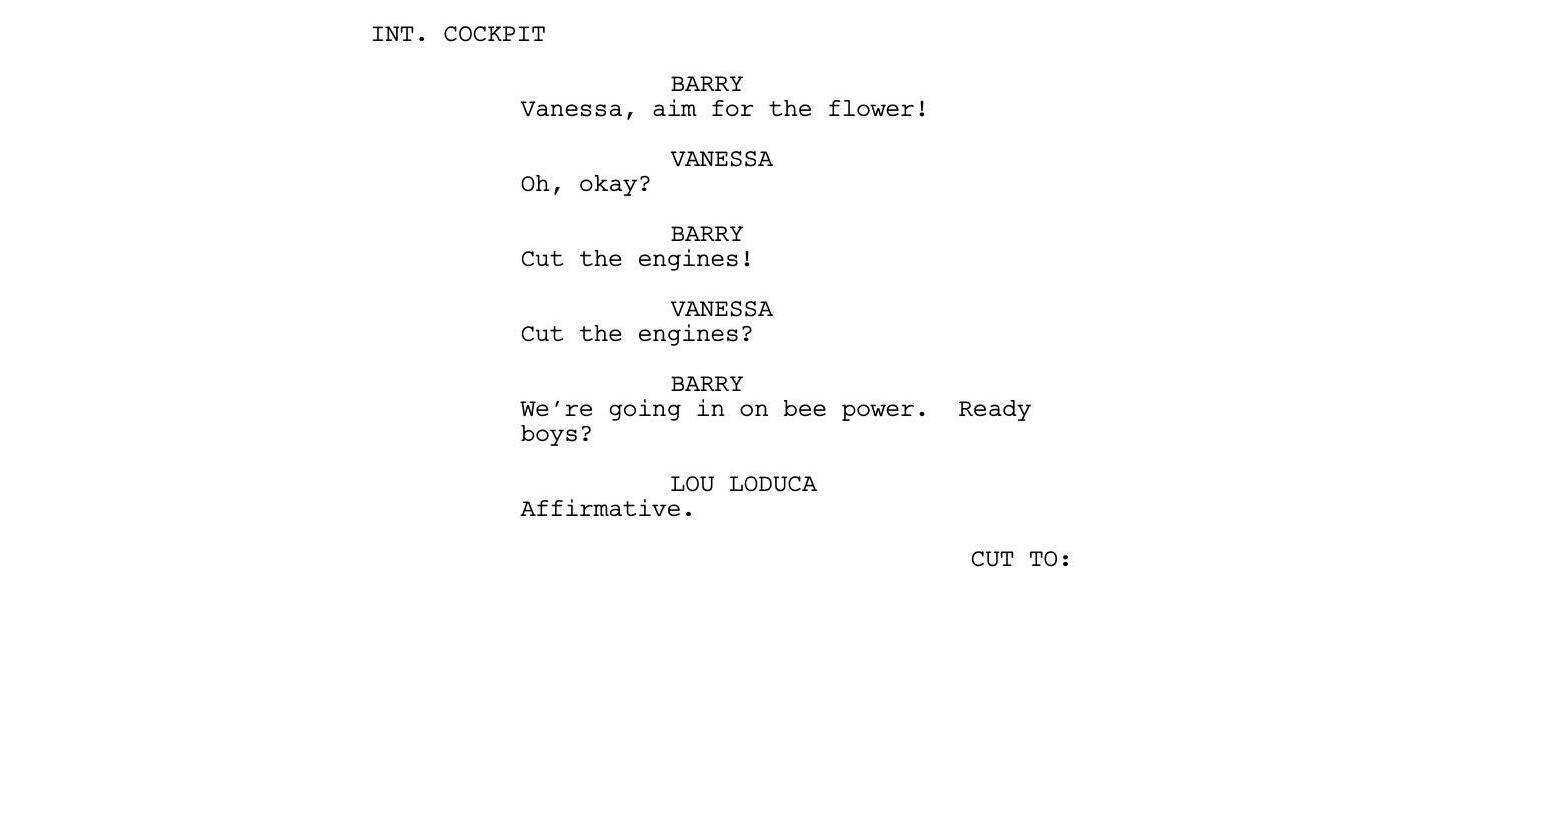 INT. COCKPIT
BARRY
Vanessa, aim for the flower!
VANESSA
Oh, okay?
BARRY
Cut the engines!
VANESSA
Cut the engines?
BARRY
We’re going in on bee power.  Ready
boys?
LOU LODUCA
Affirmative.
CUT TO: